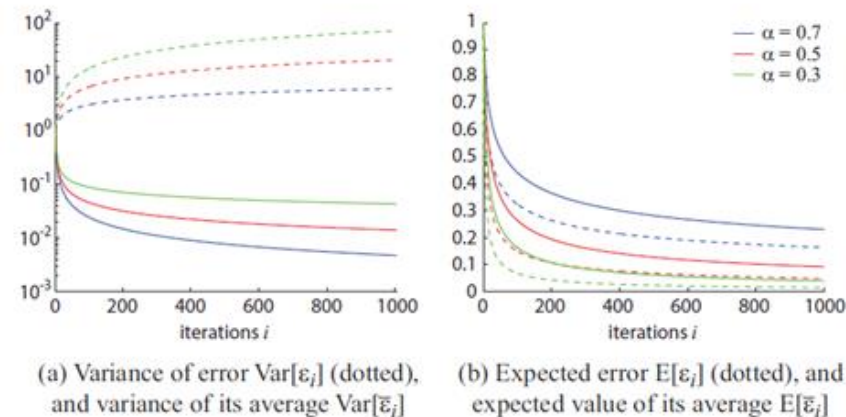 10²
10¹
10⁰
10⁻¹
10⁻²
10⁻³
0 200 400 600 800 1000
iterations i
1
0.9
0.8
0.7
0.6
0.5
0.4
0.3
0.2
0.1
0
0 200 400 600 800 1000
iterations i
α = 0.7
α = 0.5
α = 0.3
(a) Variance of error Var[εᵢ] (dotted),
and variance of its average Var[ε̅ᵢ]
(b) Expected error E[εᵢ] (dotted), and
expected value of its average E[ε̅ᵢ]